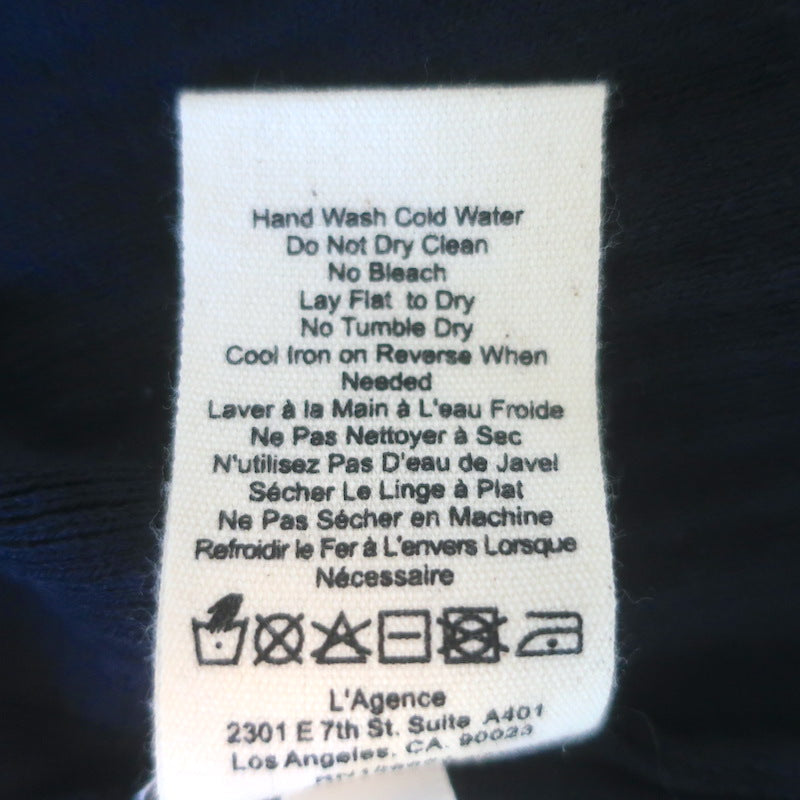 Hand Wash Cold Water
Do Not Dry Clean
No Bleach
Lay Flat to Dry
No Tumble Dry
Cool Iron on Reverse When
Needed
Laver à la Main à L'eau Froide
Ne Pas Nettoyer à Sec
N'utilisez Pas D'eau de Javel
Sécher Le Linge à Plat
Ne Pas Sécher en Machine
Refroidir le Fer à L'envers Lorsque
Nécessaire
L'Agence
2301 E 7th St. Suite A401
Los Angeles, CA. 90023